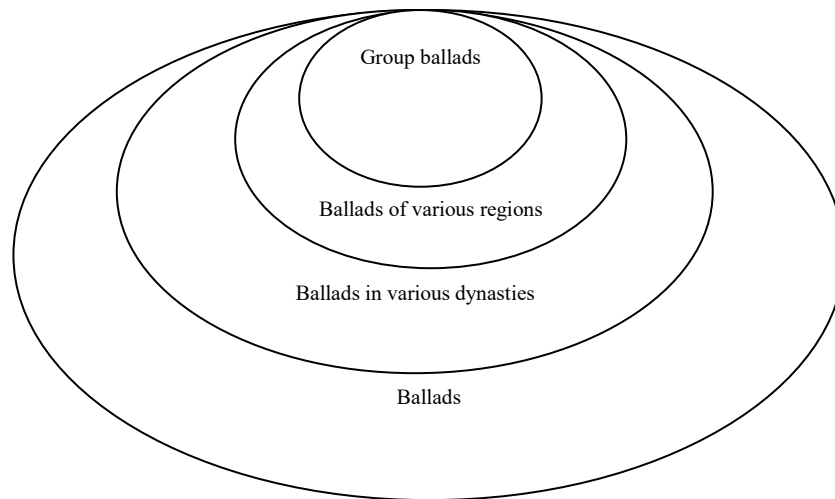 Group ballads
Ballads of various regions
Ballads in various dynasties
Ballads